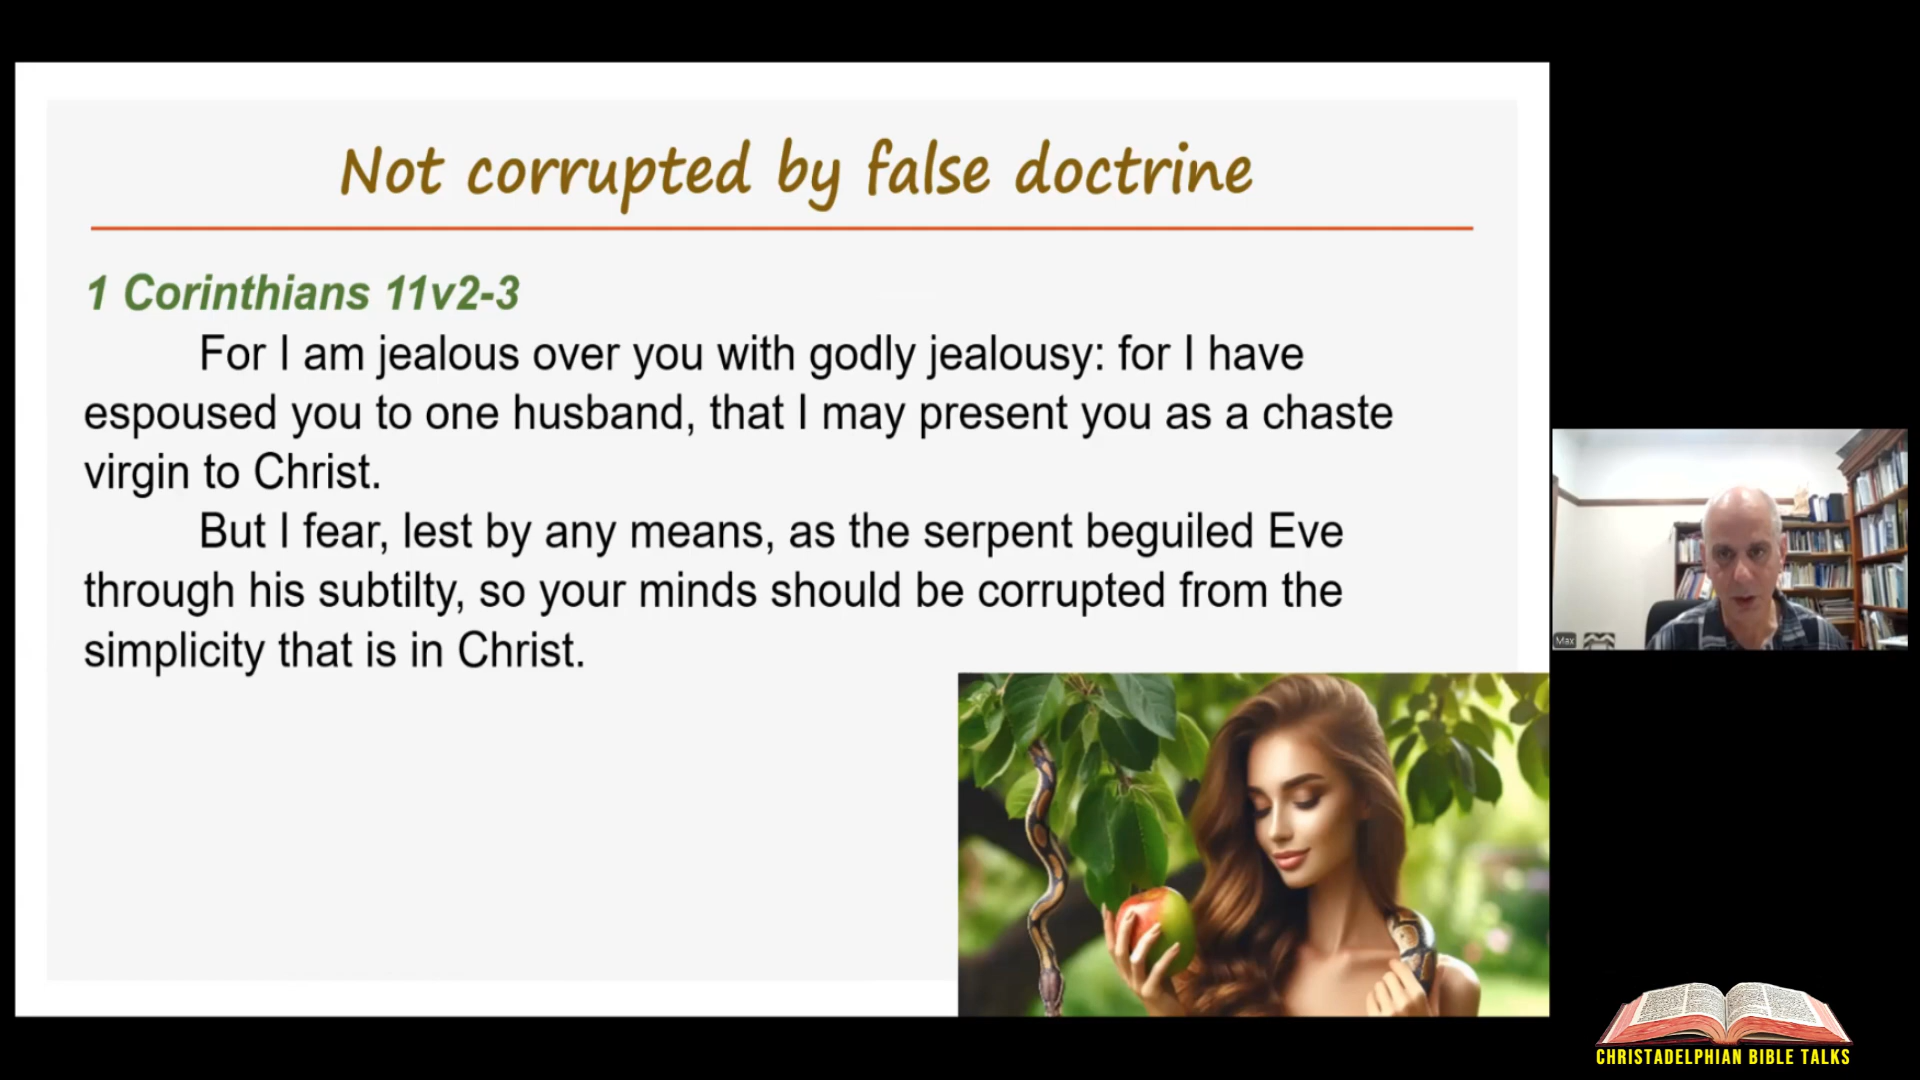 Not corrupted by false doctrine
1 Corinthians 11v2-3
For I am jealous over you with godly jealousy: for I have
espoused you to one husband, that I may present you as a chaste
virgin to Christ.
But I fear, lest by any means, as the serpent beguiled Eve
through his subtilty, so your minds should be corrupted from the
simplicity that is in Christ.
Max
CHRISTADELPHIAN BIBLE TALKS